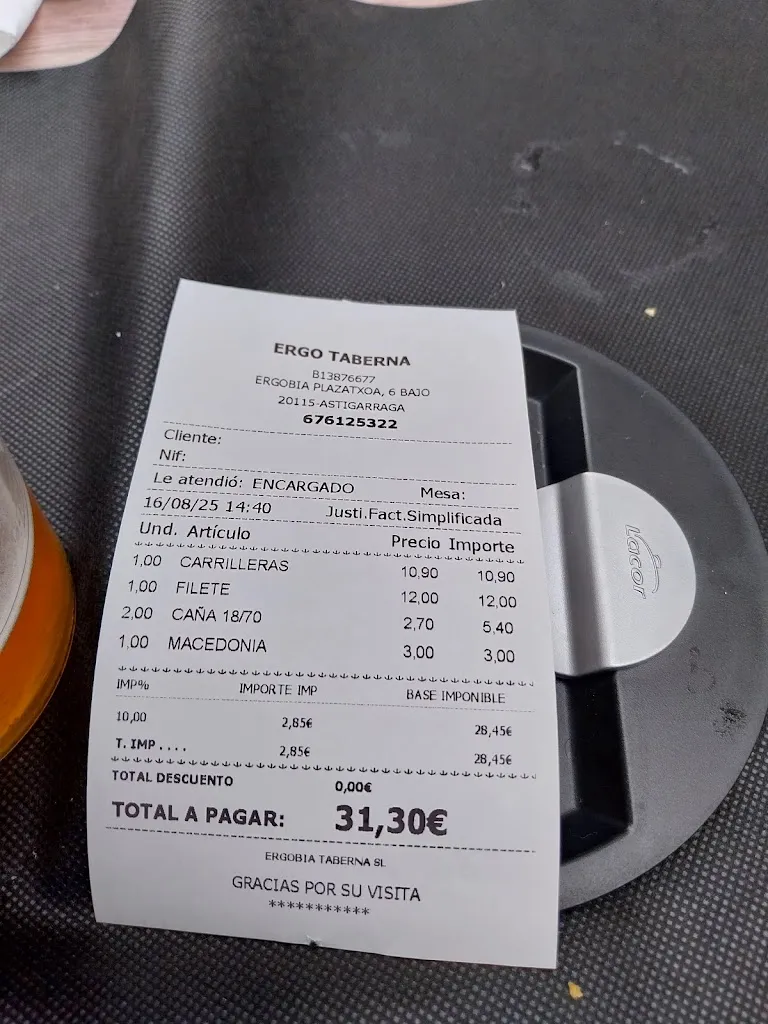 ERGO TABERNA
B13876677
ERGOBIA PLAZATXOA, 6 BAJO
20115-ASTIGARRAGA
676125322
Cliente:
Nif:
Le atendió: ENCARGADO Mesa:
16/08/25 14:40 Justi.Fact.Simplificada
Und. Artículo Precio Importe
1,00 CARRILLERAS 10,90 10,90
1,00 FILETE 12,00 12,00
2,00 CAÑA 18/70 2,70 5,40
1,00 MACEDONIA 3,00 3,00
IMP% IMPORTE IMP BASE IMPONIBLE
10,00 2,85€ 28,45€
T. IMP .... 2,85€ 28,45€
TOTAL DESCUENTO 0,00€
TOTAL A PAGAR: 31,30€
ERGOBIA TABERNA SL
GRACIAS POR SU VISITA
***********
Lacor